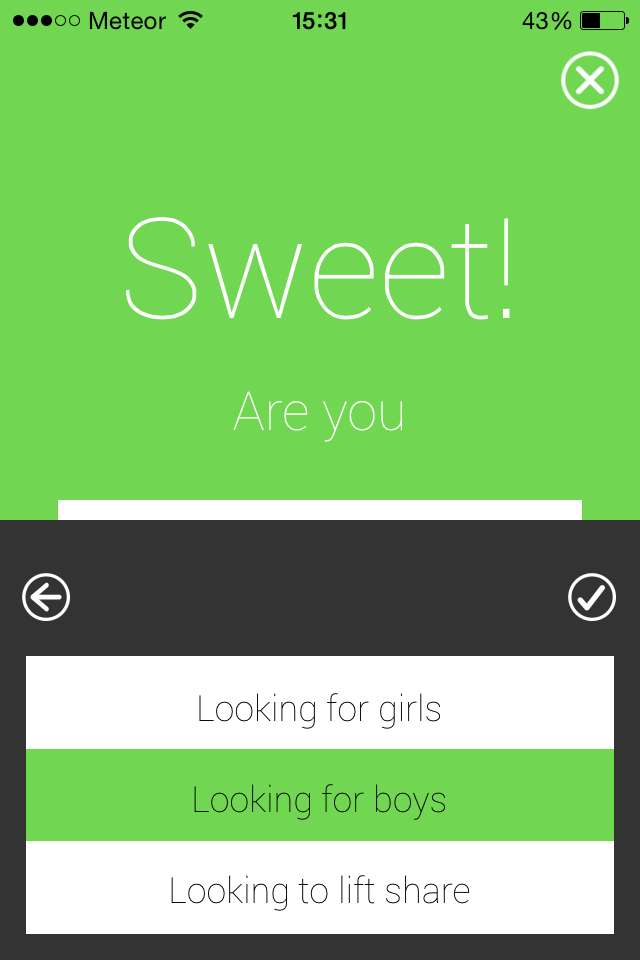 Meteor 15:31 43%
Sweet!
Are you
Looking for girls
Looking for boys
Looking to lift share